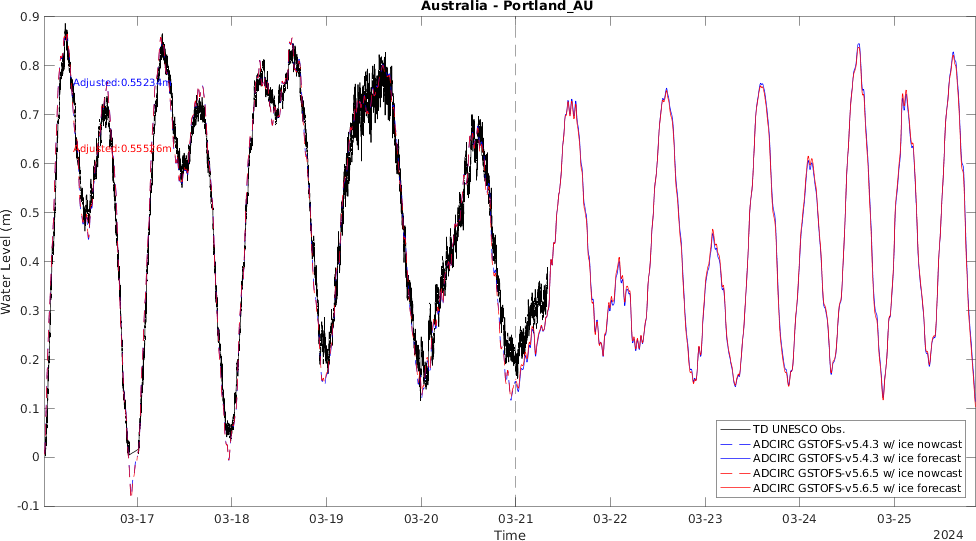 Australia - Portland_AU
0.9
0.8
0.7
0.6
0.5
0.4
0.3
0.2
0.1
0
-0.1
Water Level (m)
Adjusted:0.55234m
Adjusted:0.55526m
TD UNESCO Obs.
ADCIRC GSTOFS-v5.4.3 w/ ice nowcast
ADCIRC GSTOFS-v5.4.3 w/ ice forecast
ADCIRC GSTOFS-v5.6.5 w/ ice nowcast
ADCIRC GSTOFS-v5.6.5 w/ ice forecast
03-17 03-18 03-19 03-20 03-21 03-22 03-23 03-24 03-25
Time
2024